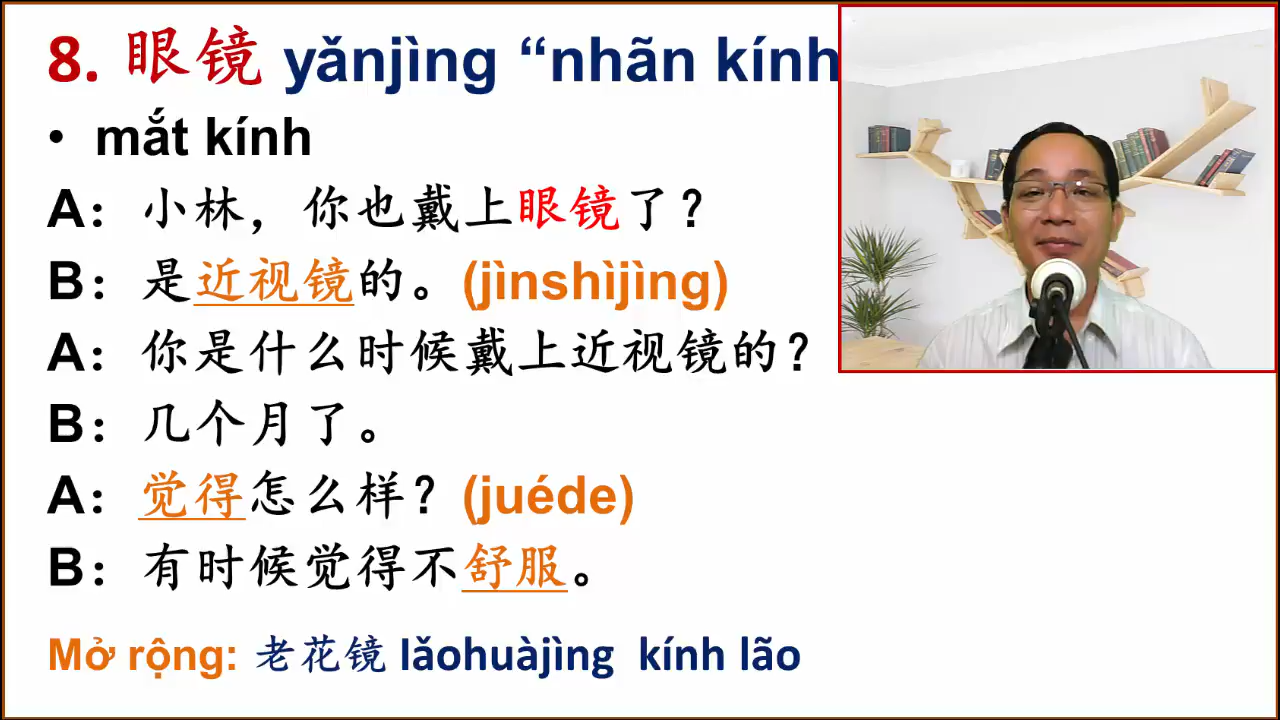 8. 眼镜 yǎnjìng “nhãn kính
• mắt kính
A：小林，你也戴上眼镜了？
B：是近视镜的。(jìnshìjìng)
A：你是什么时候戴上近视镜的？
B：几个月了。
A：觉得怎么样？(juéde)
B：有时候觉得不舒服。
Mở rộng: 老花镜 lǎohuàjìng kính lão